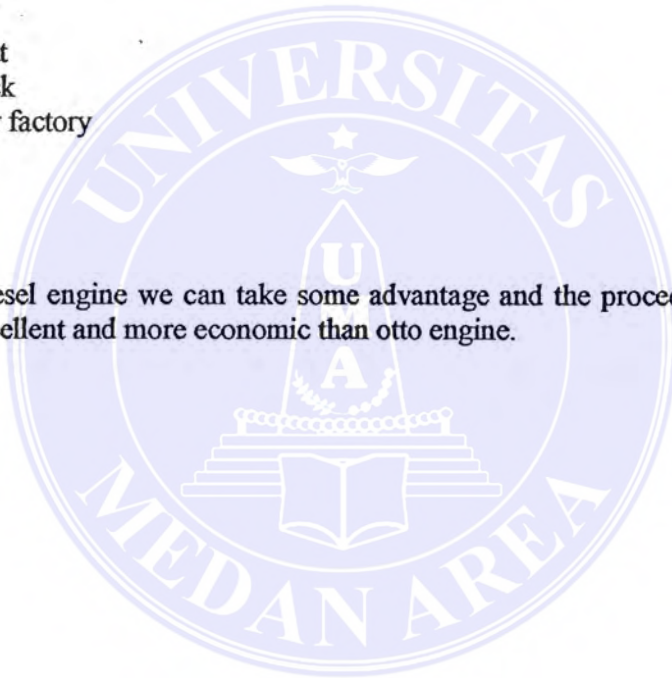 t
k
factory
esel engine we can take some advantage and the proced
ellent and more economic than otto engine.
UNIVERSITAS
U
M
A
MEDAN AREA